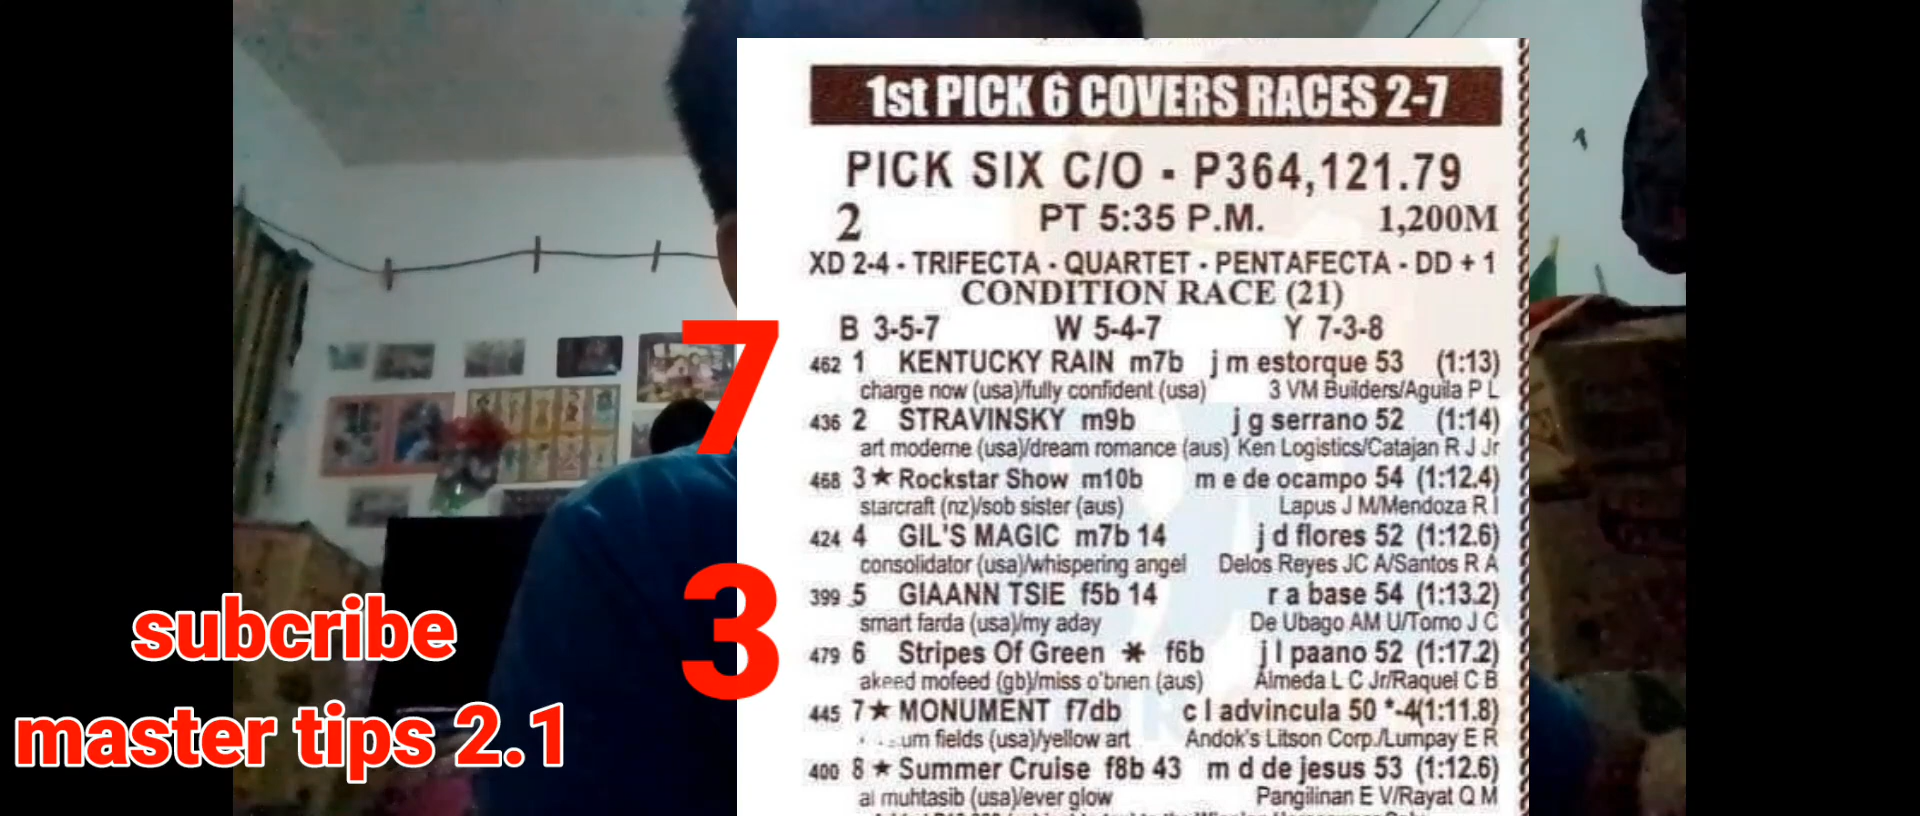 1st PICK 6 COVERS RACES 2-7
PICK SIX C/O - P364,121.79
2 PT 5:35 P.M. 1,200M
XD 2-4 - TRIFECTA - QUARTET - PENTAFECTA - DD + 1
CONDITION RACE (21)
B 3-5-7 W 5-4-7 Y 7-3-8
462 1 KENTUCKY RAIN m7b j m estorque 53 (1:13)
charge now (usa)/fully confident (usa) 3 VM Builders/Aguila P L
436 2 STRAVINSKY m9b j g serrano 52 (1:14)
art moderne (usa)/dream romance (aus) Ken Logistics/Catajan R J Jr
468 3★ Rockstar Show m10b m e de ocampo 54 (1:12.4)
starcraft (nz)/sob sister (aus) Lapus J M/Mendoza R I
424 4 GIL'S MAGIC m7b 14 j d flores 52 (1:12.6)
consolidator (usa)/whispering angel Delos Reyes JC A/Santos R A
399 5 GIAANN TSIE f5b 14 r a base 54 (1:13.2)
smart farda (usa)/my aday De Ubago AM U/Torno J C
479 6 Stripes Of Green * f6b j l paano 52 (1:17.2)
akeed mofeed (gb)/miss o'brien (aus) Almeda L C Jr/Raquel C B
445 7★ MONUMENT f7db c l advincula 50 *-4(1:11.8)
um fields (usa)/yellow art Andok's Litson Corp./Lumpay E R
400 8 ★ Summer Cruise f8b 43 m d de jesus 53 (1:12.6)
al muhtasib (usa)/ever glow Pangilinan E V/Rayat Q M
7
3
subcribe
master tips 2.1